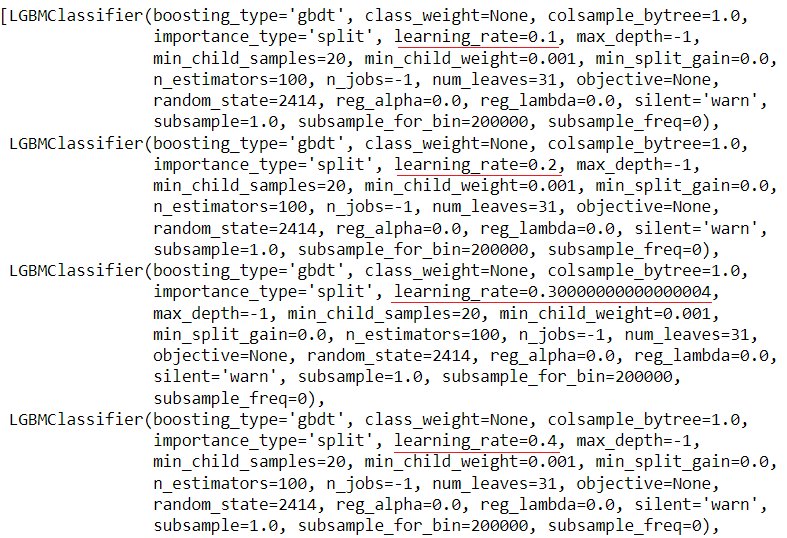 [LGBMClassifier(boosting_type='gbdt', class_weight=None, colsample_bytree=1.0,
importance_type='split', learning_rate=0.1, max_depth=-1,
min_child_samples=20, min_child_weight=0.001, min_split_gain=0.0,
n_estimators=100, n_jobs=-1, num_leaves=31, objective=None,
random_state=2414, reg_alpha=0.0, reg_lambda=0.0, silent='warn',
subsample=1.0, subsample_for_bin=200000, subsample_freq=0),
LGBMClassifier(boosting_type='gbdt', class_weight=None, colsample_bytree=1.0,
importance_type='split', learning_rate=0.2, max_depth=-1,
min_child_samples=20, min_child_weight=0.001, min_split_gain=0.0,
n_estimators=100, n_jobs=-1, num_leaves=31, objective=None,
random_state=2414, reg_alpha=0.0, reg_lambda=0.0, silent='warn',
subsample=1.0, subsample_for_bin=200000, subsample_freq=0),
LGBMClassifier(boosting_type='gbdt', class_weight=None, colsample_bytree=1.0,
importance_type='split', learning_rate=0.30000000000000004,
max_depth=-1, min_child_samples=20, min_child_weight=0.001,
min_split_gain=0.0, n_estimators=100, n_jobs=-1, num_leaves=31,
objective=None, random_state=2414, reg_alpha=0.0, reg_lambda=0.0,
silent='warn', subsample=1.0, subsample_for_bin=200000,
subsample_freq=0),
LGBMClassifier(boosting_type='gbdt', class_weight=None, colsample_bytree=1.0,
importance_type='split', learning_rate=0.4, max_depth=-1,
min_child_samples=20, min_child_weight=0.001, min_split_gain=0.0,
n_estimators=100, n_jobs=-1, num_leaves=31, objective=None,
random_state=2414, reg_alpha=0.0, reg_lambda=0.0, silent='warn',
subsample=1.0, subsample_for_bin=200000, subsample_freq=0),